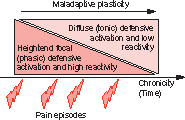 Maladaptive plasticity
Diffuse (tonic) defensive
activation and low
reactivity
Heightend focal
(phasic) defensive
activation and high reactivity
Chronicity
(Time)
Pain episodes